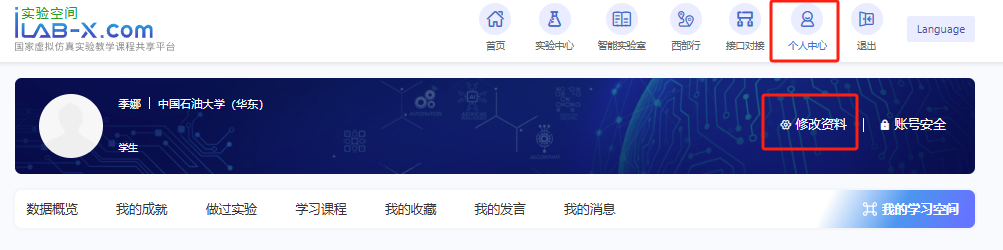 实验空间
iLAB-X.com
国家虚拟仿真实验教学课程共享平台
首页 实验中心 智能实验室 西部行 接口对接 个人中心 退出 Language
季娜 | 中国石油大学（华东）
学生
修改资料 | 账号安全
数据概览 我的成就 做过实验 学习课程 我的收藏 我的发言 我的消息 我的学习空间